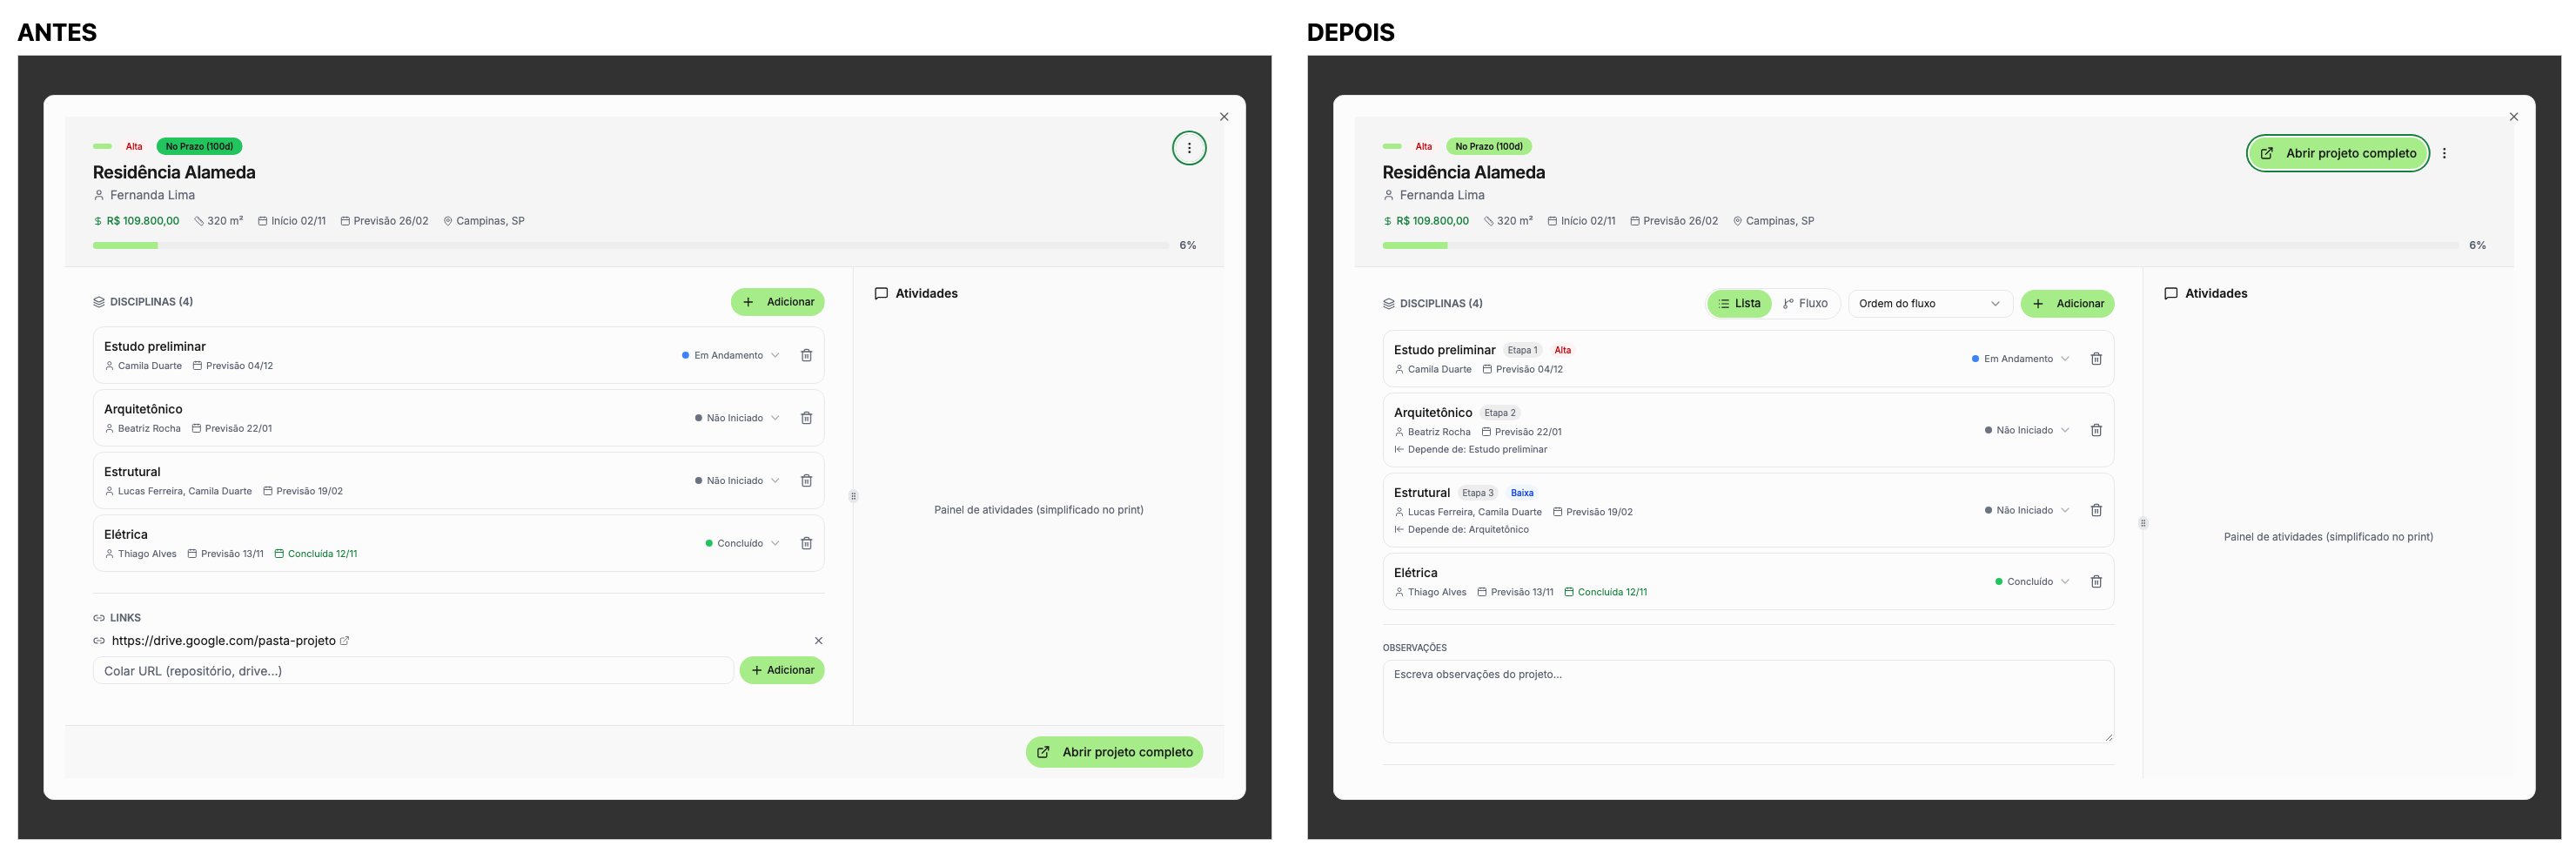 ANTES
Alta No Prazo (100d)
Residência Alameda
Fernanda Lima
R$ 109.800,00 320 m² Início 02/11 Previsão 26/02 Campinas, SP
6%
DISCIPLINAS (4) Adicionar
Estudo preliminar
Camila Duarte Previsão 04/12
Em Andamento
Arquitetônico
Beatriz Rocha Previsão 22/01
Não Iniciado
Estrutural
Lucas Ferreira, Camila Duarte Previsão 19/02
Não Iniciado
Elétrica
Thiago Alves Previsão 13/11 Concluída 12/11
Concluído
LINKS
https://drive.google.com/pasta-projeto
Colar URL (repositório, drive...) Adicionar
Atividades
Painel de atividades (simplificado no print)
Abrir projeto completo
DEPOIS
Alta No Prazo (100d)
Abrir projeto completo
Residência Alameda
Fernanda Lima
R$ 109.800,00 320 m² Início 02/11 Previsão 26/02 Campinas, SP
6%
DISCIPLINAS (4) Lista Fluxo Ordem do fluxo Adicionar
Estudo preliminar Etapa 1 Alta
Camila Duarte Previsão 04/12
Em Andamento
Arquitetônico Etapa 2
Beatriz Rocha Previsão 22/01
Depende de: Estudo preliminar
Não Iniciado
Estrutural Etapa 3 Baixa
Lucas Ferreira, Camila Duarte Previsão 19/02
Depende de: Arquitetônico
Não Iniciado
Elétrica
Thiago Alves Previsão 13/11 Concluída 12/11
Concluído
OBSERVAÇÕES
Escreva observações do projeto...
Atividades
Painel de atividades (simplificado no print)